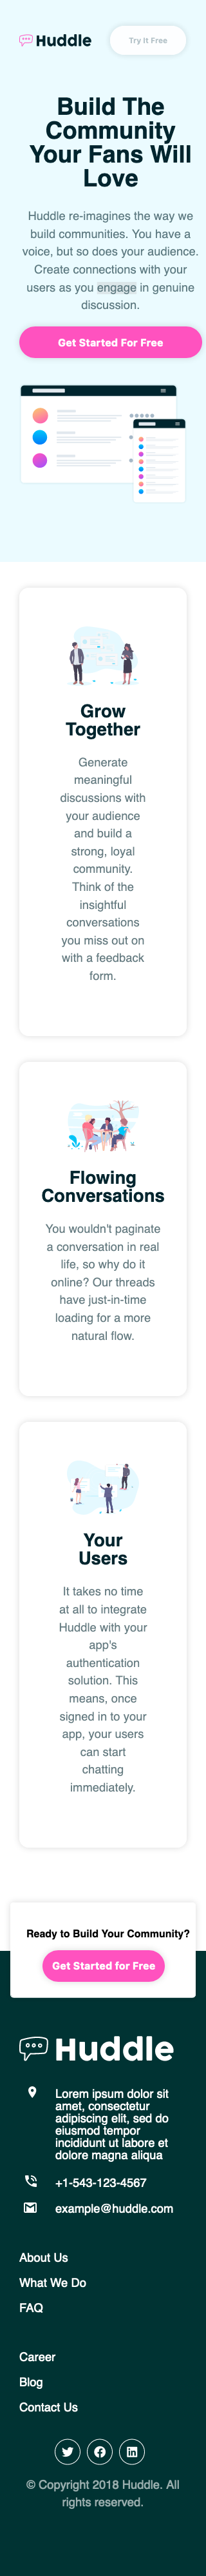 Huddle
Try It Free
Build The
Community
Your Fans Will
Love
Huddle re-imagines the way we
build communities. You have a
voice, but so does your audience.
Create connections with your
users as you engage in genuine
discussion.
Get Started For Free
Grow
Together
Generate
meaningful
discussions with
your audience
and build a
strong, loyal
community.
Think of the
insightful
conversations
you miss out on
with a feedback
form.
Flowing
Conversations
You wouldn't paginate
a conversation in real
life, so why do it
online? Our threads
have just-in-time
loading for a more
natural flow.
Your
Users
It takes no time
at all to integrate
Huddle with your
app's
authentication
solution. This
means, once
signed in to your
app, your users
can start
chatting
immediately.
Ready to Build Your Community?
Get Started for Free
Huddle
Lorem ipsum dolor sit
amet, consectetur
adipiscing elit, sed do
eiusmod tempor
incididunt ut labore et
dolore magna aliqua
+1-543-123-4567
example@huddle.com
About Us
What We Do
FAQ
Career
Blog
Contact Us
© Copyright 2018 Huddle. All
rights reserved.